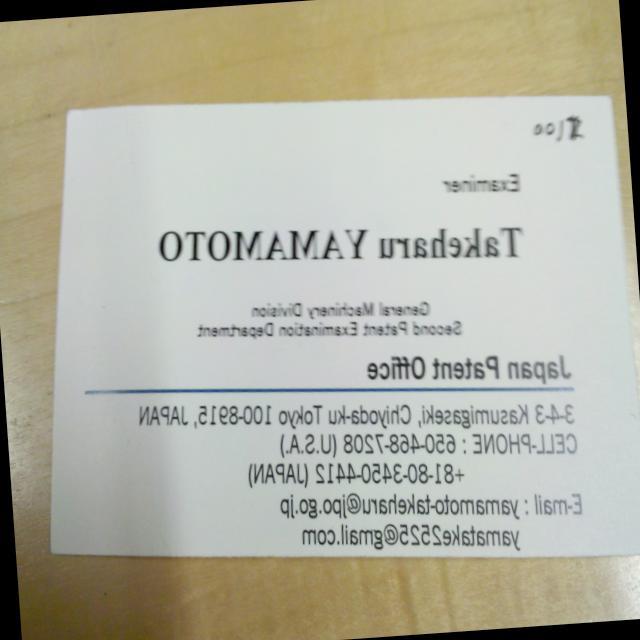 $100
Examiner
Takeharu YAMAMOTO
General Machinery Division
Second Patent Examination Department
Japan Patent Office
3-4-3 Kasumigaseki, Chiyoda-ku Tokyo 100-8915, JAPAN
CELL-PHONE : 650-468-7208 (U.S.A.)
+81-80-3450-4412 (JAPAN)
E-mail : yamamoto-takeharu@jpo.go.jp
yamatake2525@gmail.com